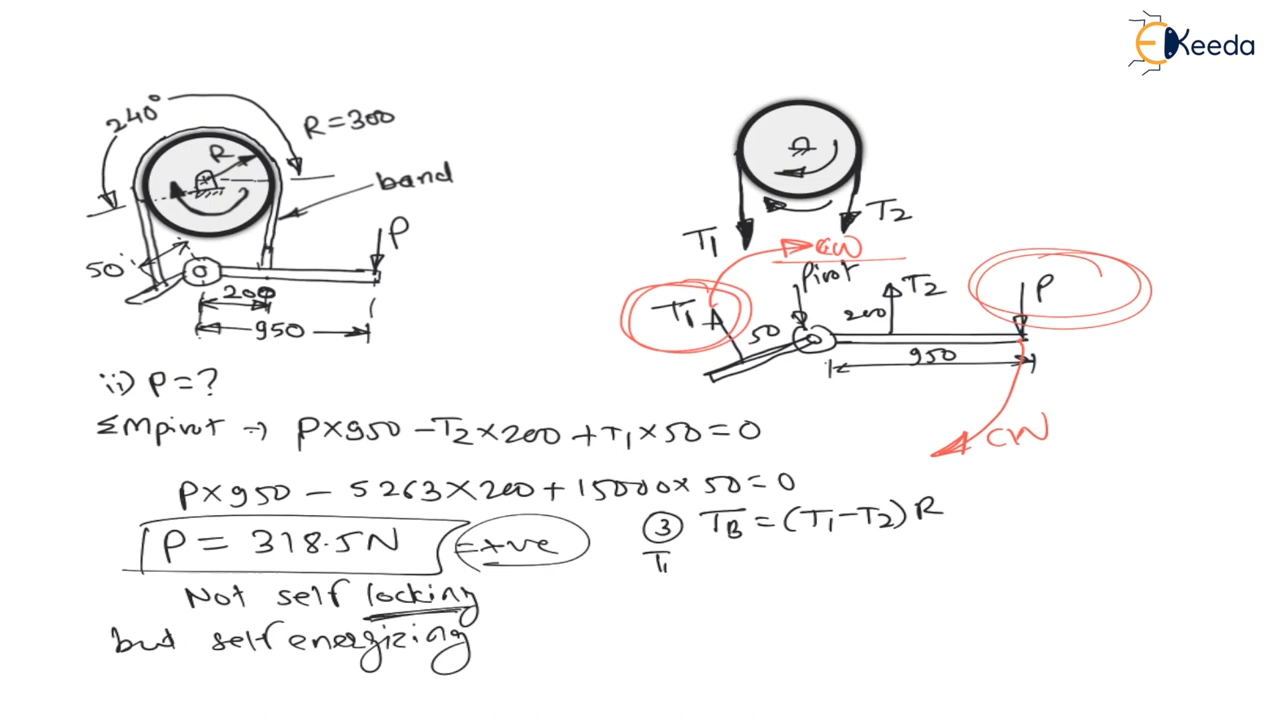 EKeeda
240°
R=300
R
band
P
50
200
950
T1
T2
CW
Pivot
T1
50
200
T2
P
950
CW
ii) P=?
ΣMpivot ⇒ P×950 -T2×200 +T1×50=0
P×950 - 5263×200+15000×50=0
P= 318.5N =+ve
③ TB=(T1-T2)R
T1
Not self locking
but self energizing